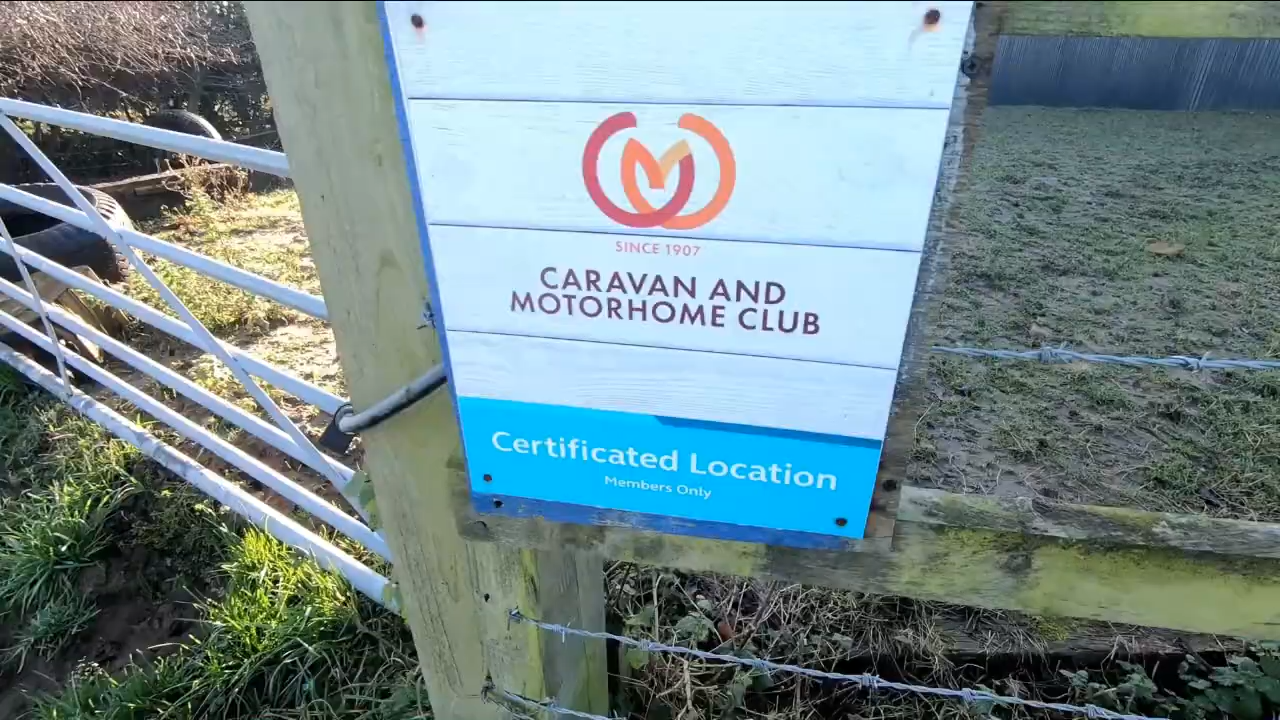 SINCE 1907
CARAVAN AND
MOTORHOME CLUB
Certificated Location
Members Only